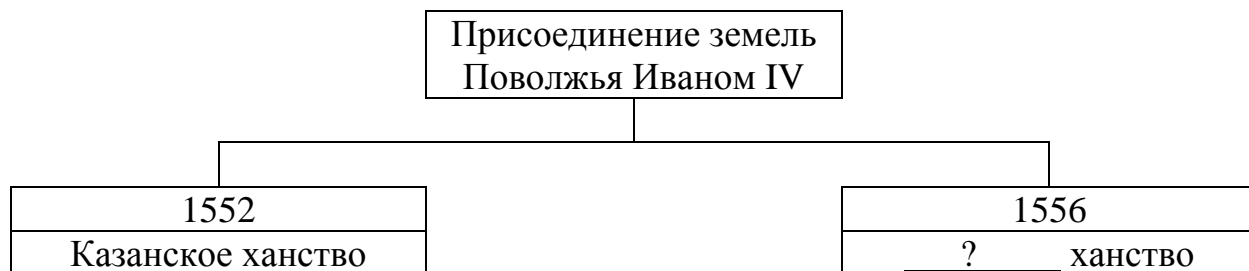 Присоединение земель
Поволжья Иваном IV
1552
1556
Казанское ханство
? ханство